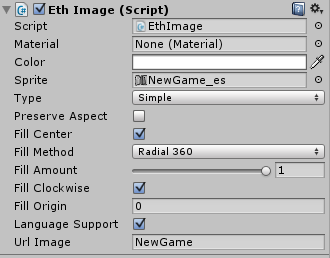 Eth Image (Script)
Script EthImage
Material None (Material)
Color
Sprite NewGame_es
Type Simple
Preserve Aspect
Fill Center
Fill Method Radial 360
Fill Amount 1
Fill Clockwise
Fill Origin 0
Language Support
Url Image NewGame